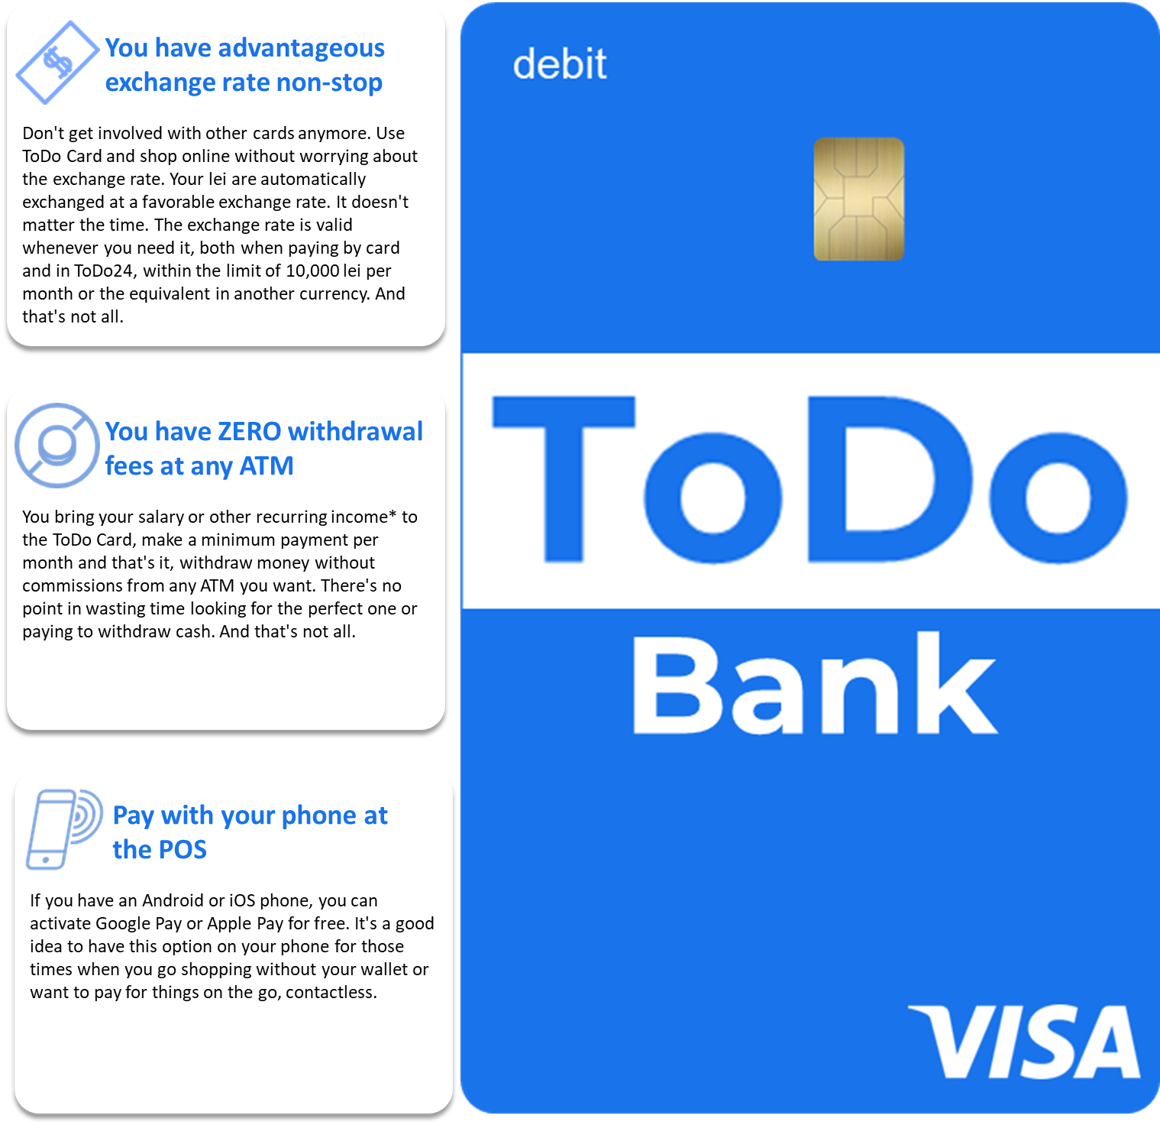 You have advantageous
exchange rate non-stop
Don't get involved with other cards anymore. Use
ToDo Card and shop online without worrying about
the exchange rate. Your lei are automatically
exchanged at a favorable exchange rate. It doesn't
matter the time. The exchange rate is valid
whenever you need it, both when paying by card
and in ToDo24, within the limit of 10,000 lei per
month or the equivalent in another currency. And
that's not all.
You have ZERO withdrawal
fees at any ATM
You bring your salary or other recurring income* to
the ToDo Card, make a minimum payment per
month and that's it, withdraw money without
commissions from any ATM you want. There's no
point in wasting time looking for the perfect one or
paying to withdraw cash. And that's not all.
Pay with your phone at
the POS
If you have an Android or iOS phone, you can
activate Google Pay or Apple Pay for free. It's a good
idea to have this option on your phone for those
times when you go shopping without your wallet or
want to pay for things on the go, contactless.
debit
ToDo
Bank
VISA